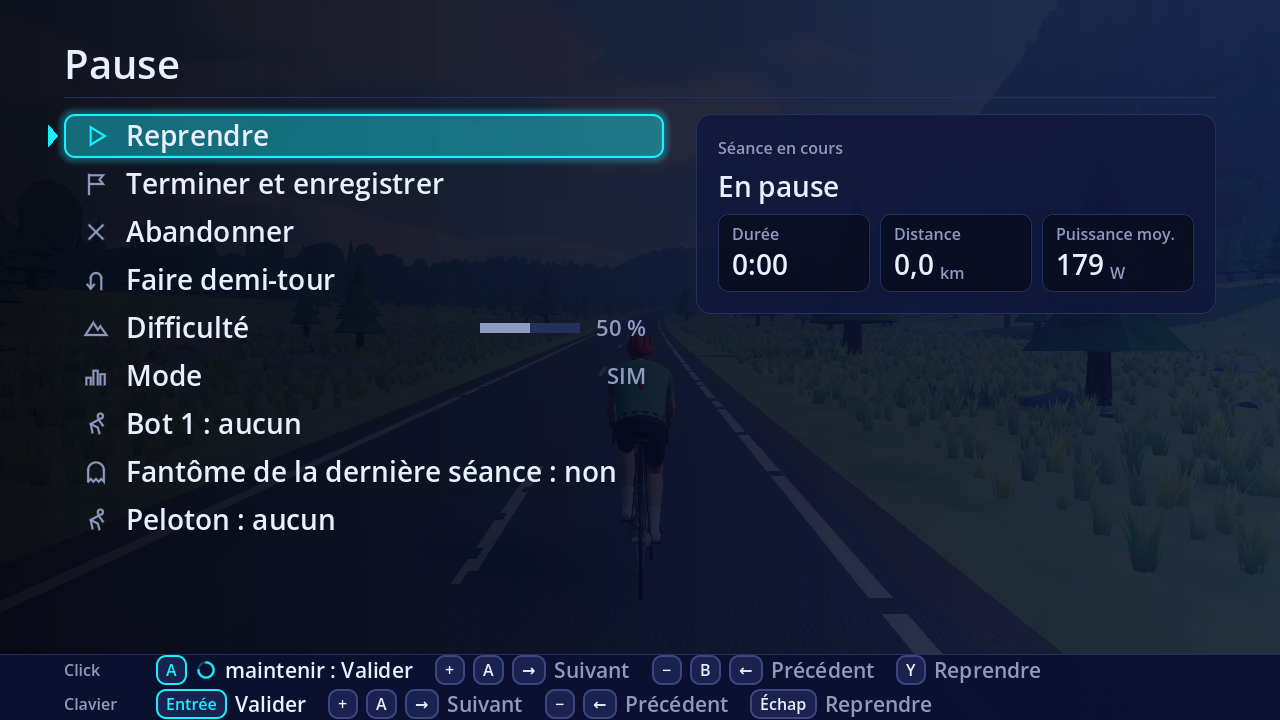 Pause
Reprendre
Terminer et enregistrer
Abandonner
Faire demi-tour
Difficulté 50 %
Mode SIM
Bot 1 : aucun
Fantôme de la dernière séance : non
Peloton : aucun
Séance en cours
En pause
Durée Distance Puissance moy.
0:00 0,0 km 179 W
Click A maintenir : Valider + A → Suivant − B ← Précédent Y Reprendre
Clavier Entrée Valider + A → Suivant − ← Précédent Échap Reprendre